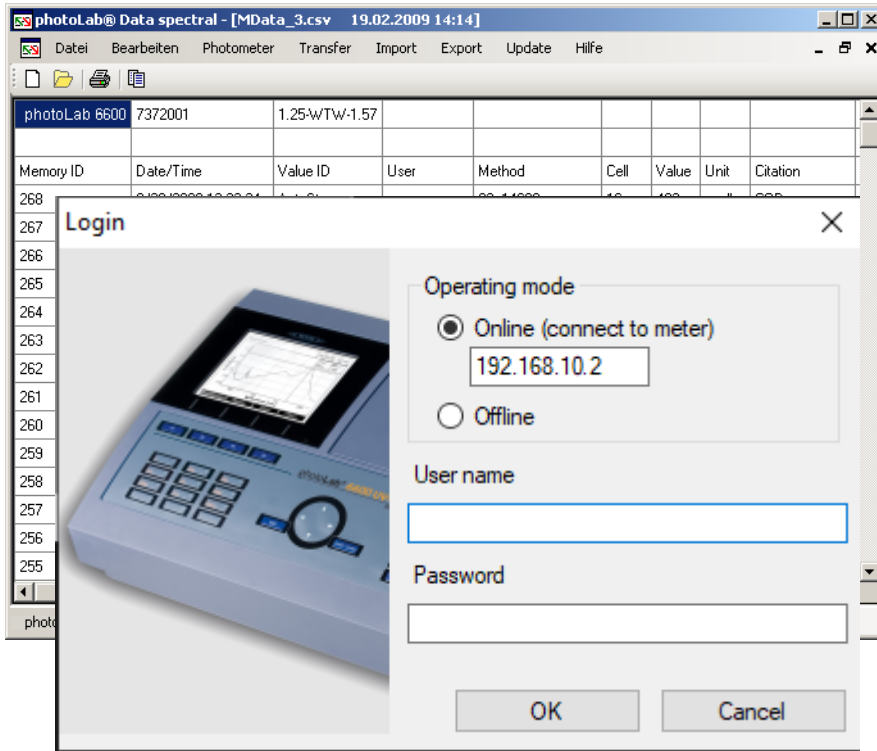 photoLab® Data spectral - [MData_3.csv 19.02.2009 14:14]
Datei Bearbeiten Photometer Transfer Import Export Update Hilfe
photoLab 6600 7372001 1.25-WTW-1.57
Memory ID Date/Time Value ID User Method Cell Value Unit Citation
268
267
266
265
264
263
262
261
260
259
258
257
256
255
Login
Operating mode
Online (connect to meter)
192.168.10.2
Offline
User name
Password
OK Cancel